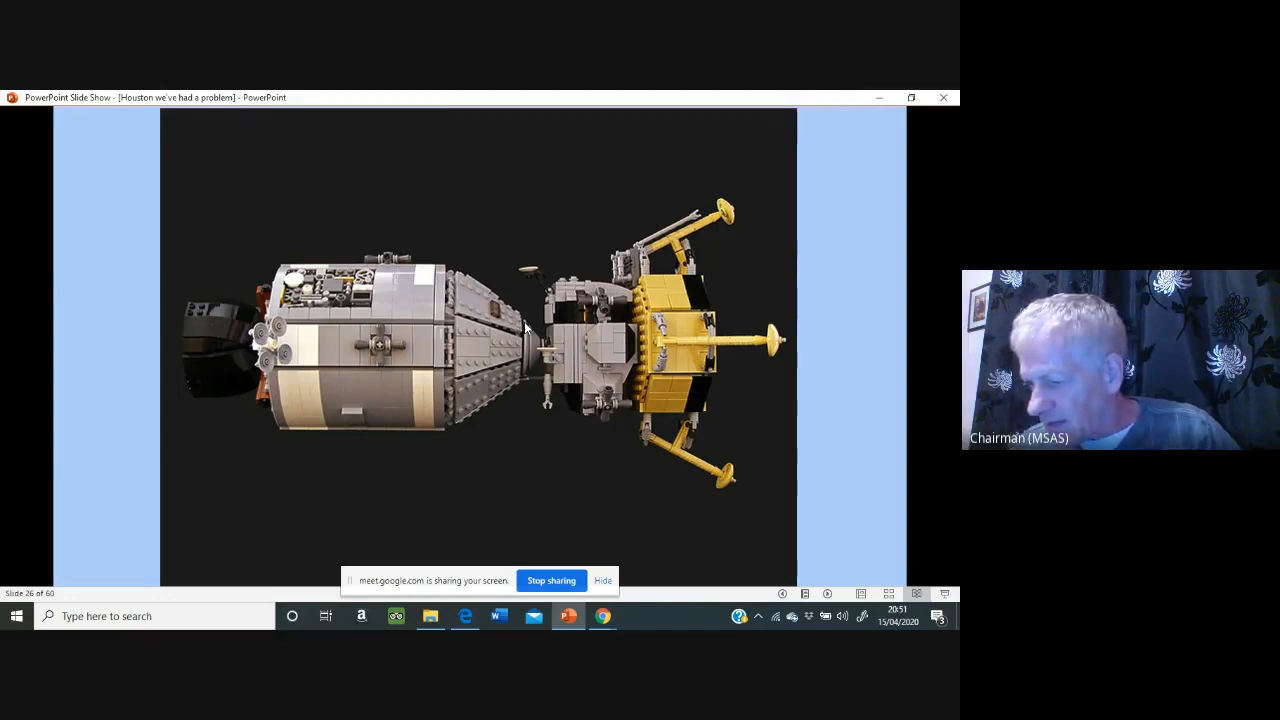 PowerPoint Slide Show - [Houston we've had a problem] - PowerPoint
Chairman (MSAS)
meet.google.com is sharing your screen.
Stop sharing
Hide
Slide 26 of 60
Type here to search
20:51
15/04/2020
3